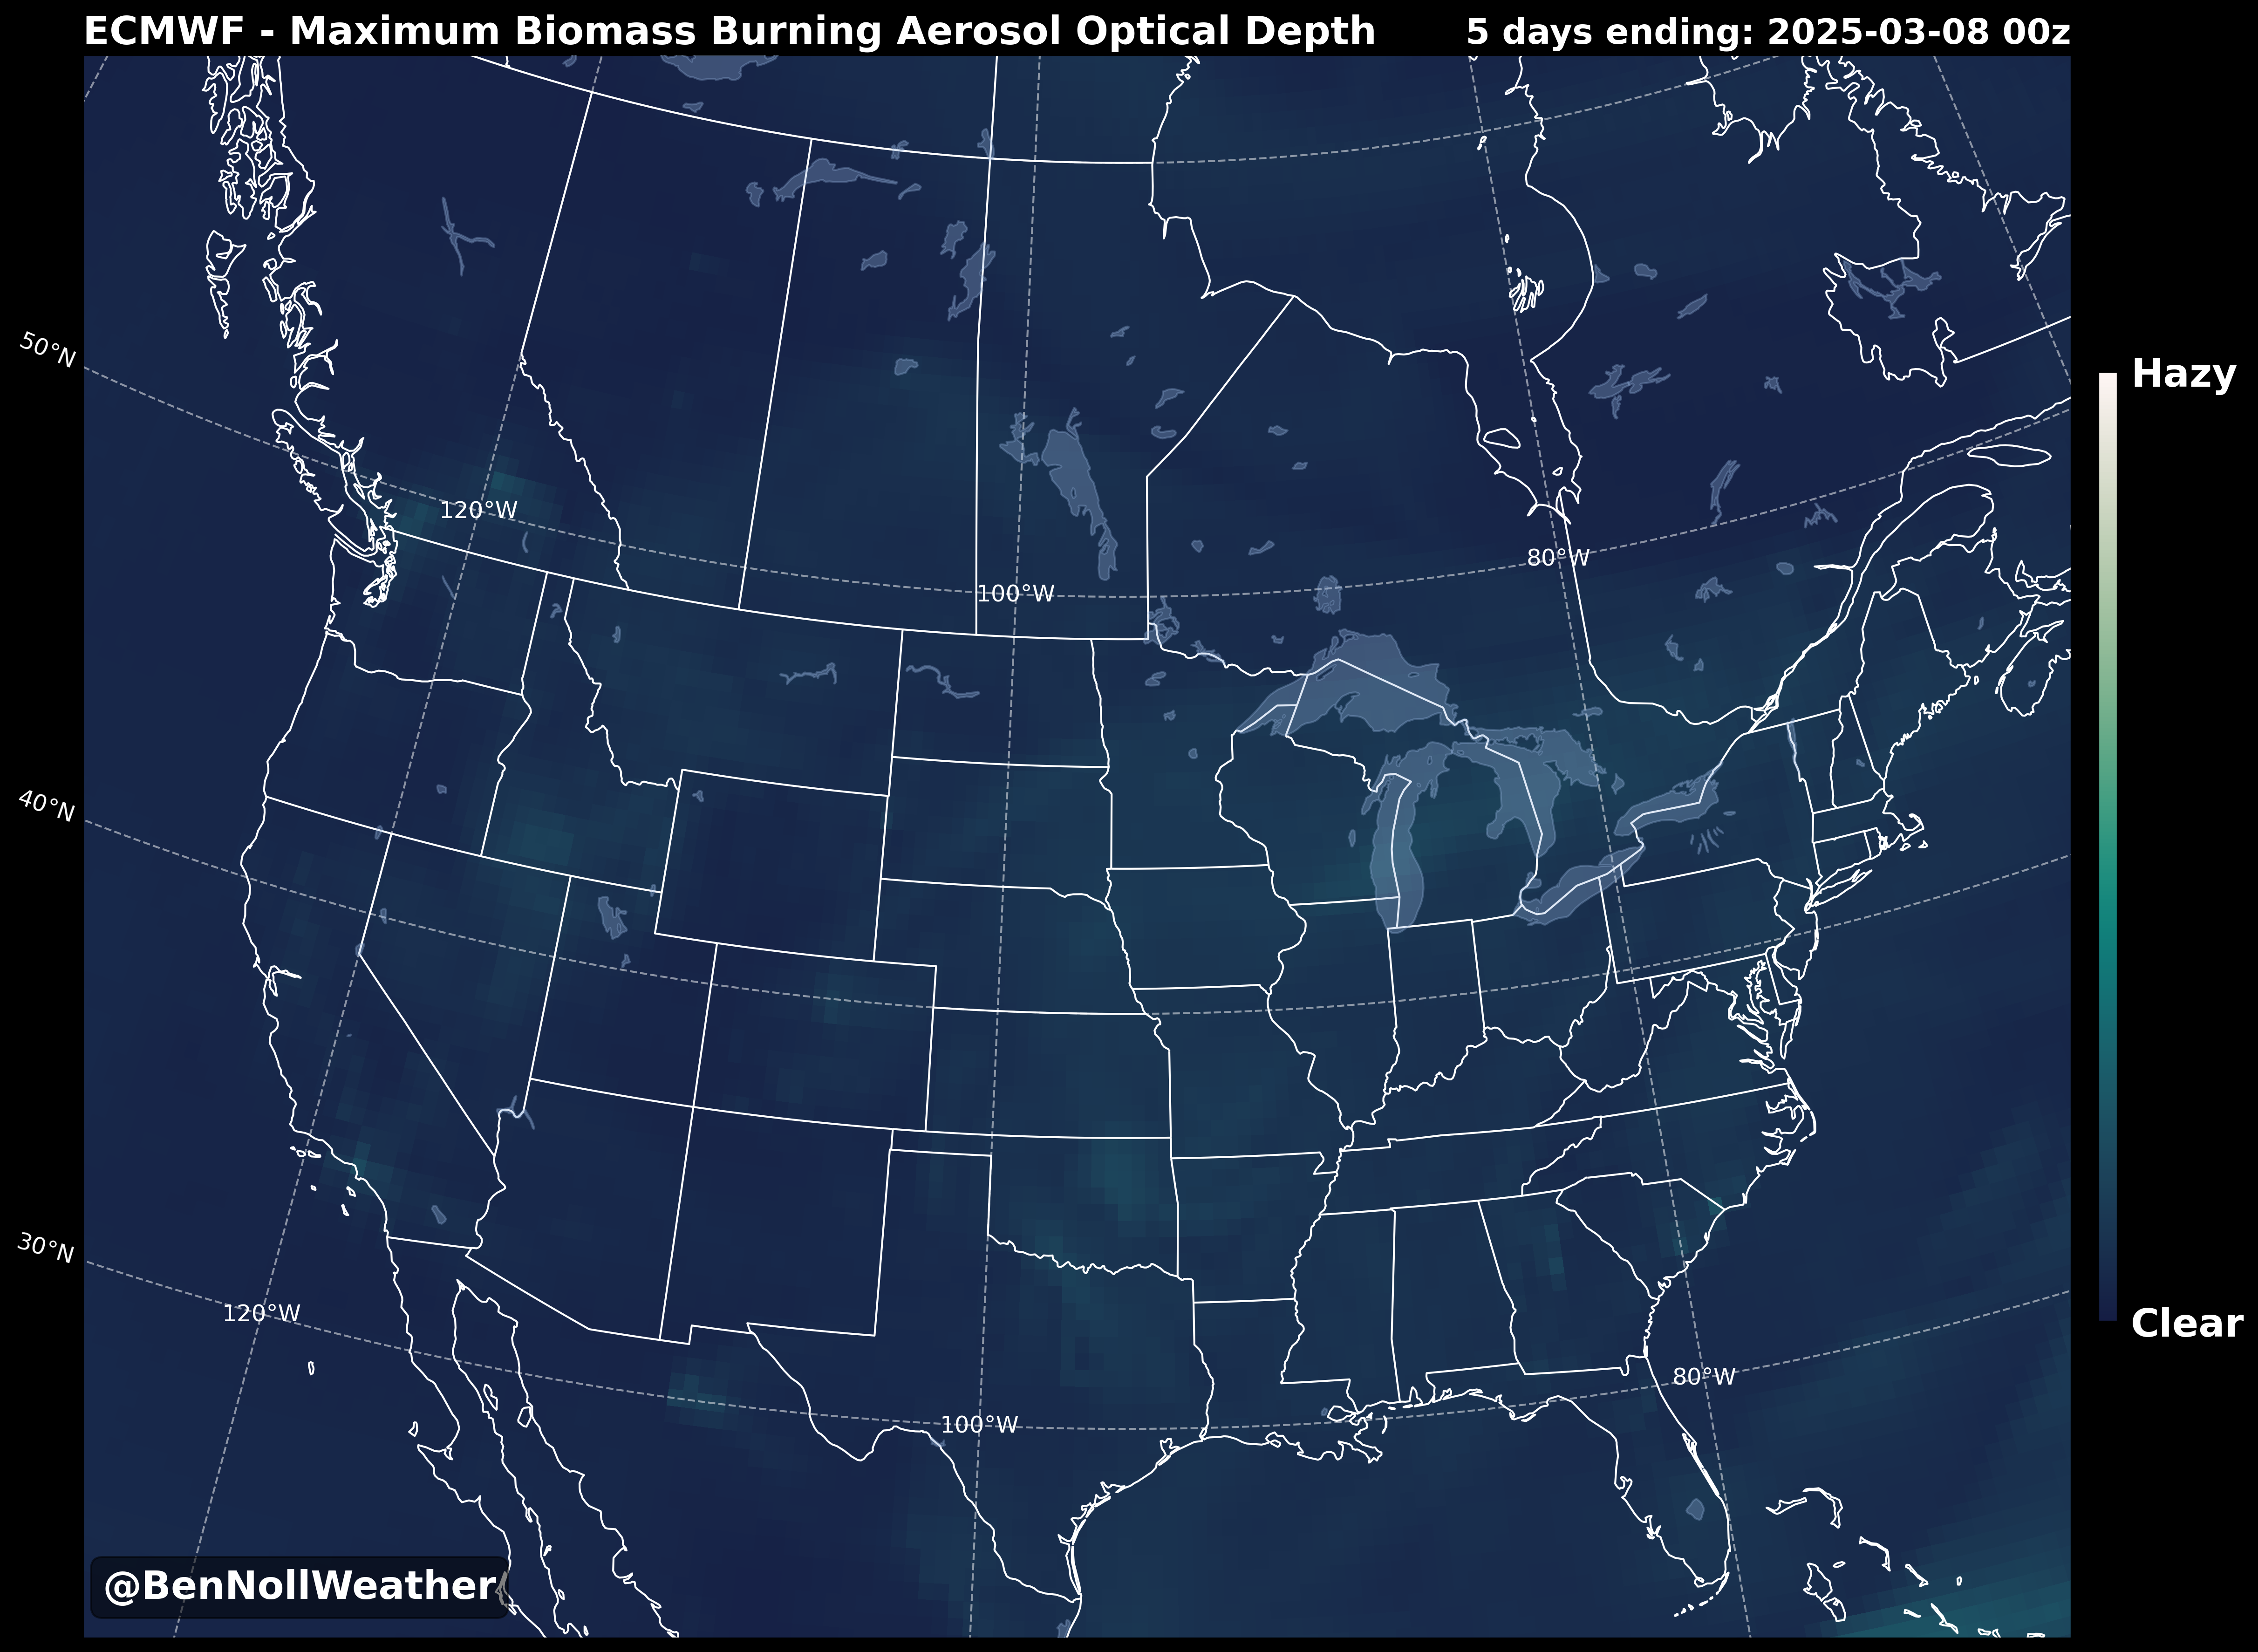 ECMWF - Maximum Biomass Burning Aerosol Optical Depth
5 days ending: 2025-03-08 00z
50°N
Hazy
120°W
80°W
100°W
40°N
30°N
120°W
Clear
80°W
100°W
@BenNollWeather